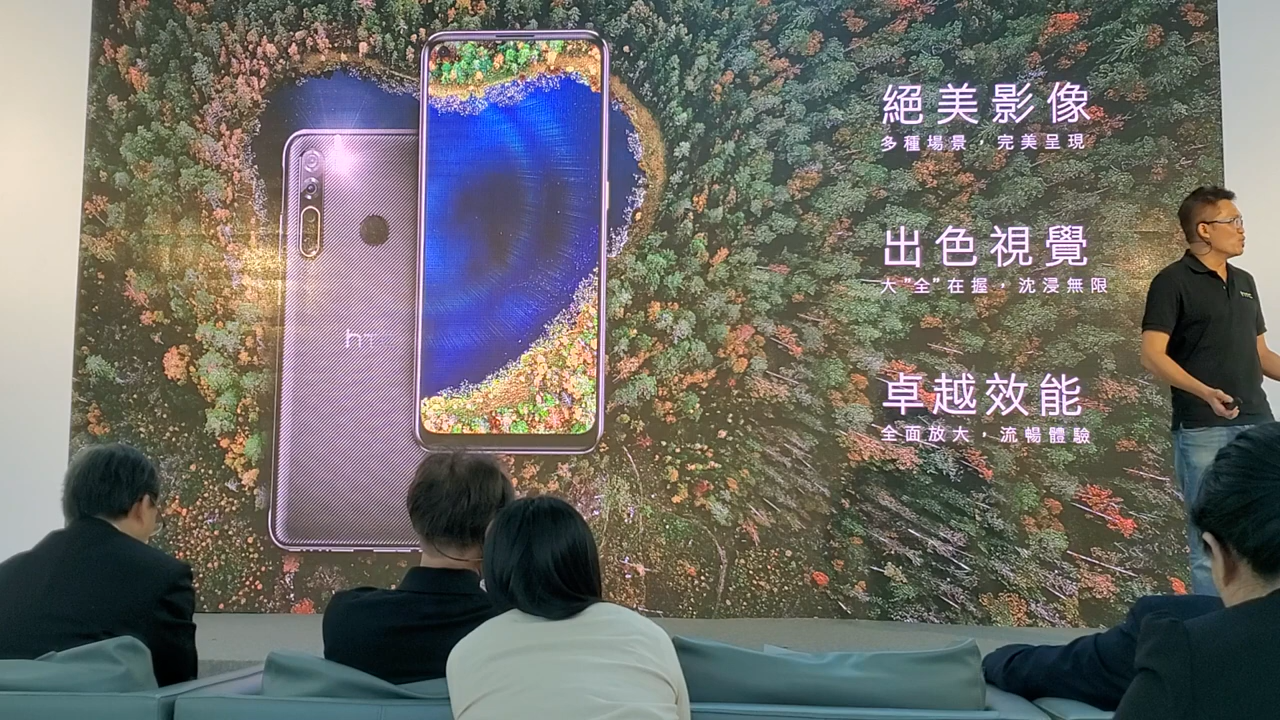 絕美影像
多種場景，完美呈現
出色視覺
大"全"在握，沈浸無限
卓越效能
全面放大，流暢體驗
htc